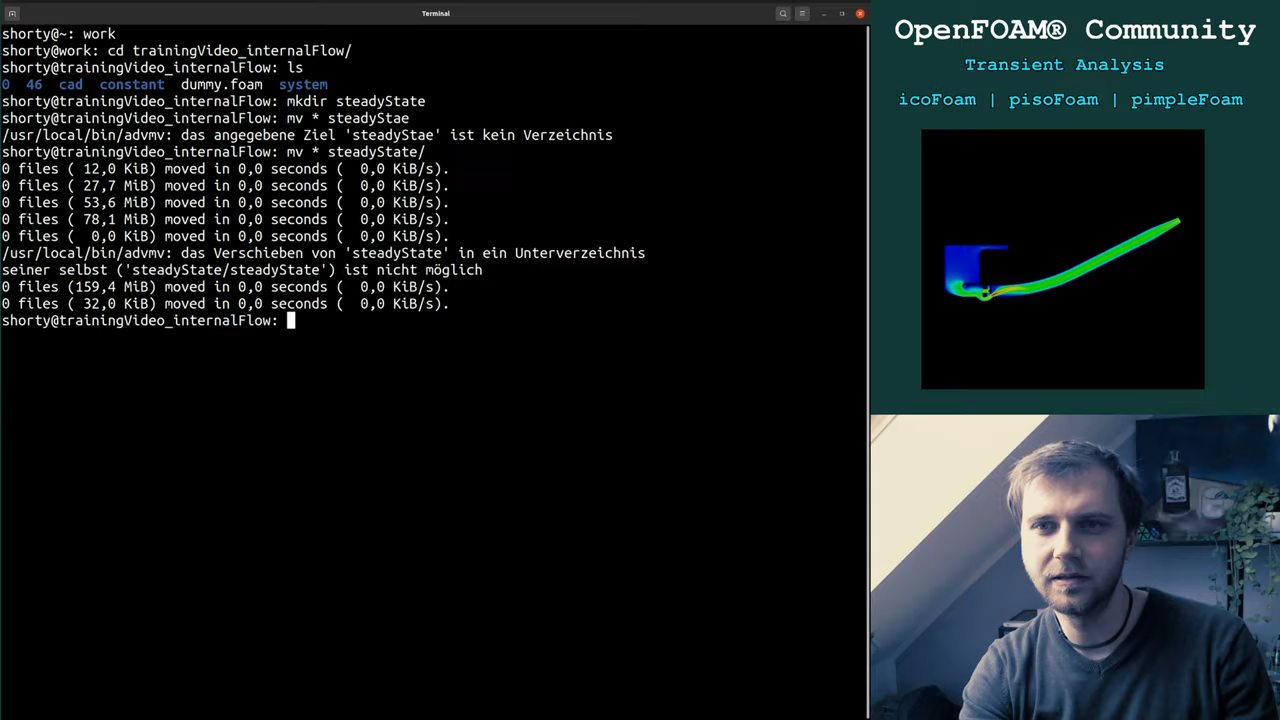 Terminal
shorty@~: work
shorty@work: cd trainingVideo_internalFlow/
shorty@trainingVideo_internalFlow: ls
0 46 cad constant dummy.foam system
shorty@trainingVideo_internalFlow: mkdir steadyState
shorty@trainingVideo_internalFlow: mv * steadyStae
/usr/local/bin/advmv: das angegebene Ziel 'steadyStae' ist kein Verzeichnis
shorty@trainingVideo_internalFlow: mv * steadyState/
0 files ( 12,0 KiB) moved in 0,0 seconds (  0,0 KiB/s).
0 files ( 27,7 MiB) moved in 0,0 seconds (  0,0 KiB/s).
0 files ( 53,6 MiB) moved in 0,0 seconds (  0,0 KiB/s).
0 files ( 78,1 MiB) moved in 0,0 seconds (  0,0 KiB/s).
0 files (  0,0 KiB) moved in 0,0 seconds (  0,0 KiB/s).
/usr/local/bin/advmv: das Verschieben von 'steadyState' in ein Unterverzeichnis
seiner selbst ('steadyState/steadyState') ist nicht möglich
0 files (159,4 MiB) moved in 0,0 seconds (  0,0 KiB/s).
0 files ( 32,0 KiB) moved in 0,0 seconds (  0,0 KiB/s).
shorty@trainingVideo_internalFlow:
OpenFOAM® Community
Transient Analysis
icoFoam | pisoFoam | pimpleFoam